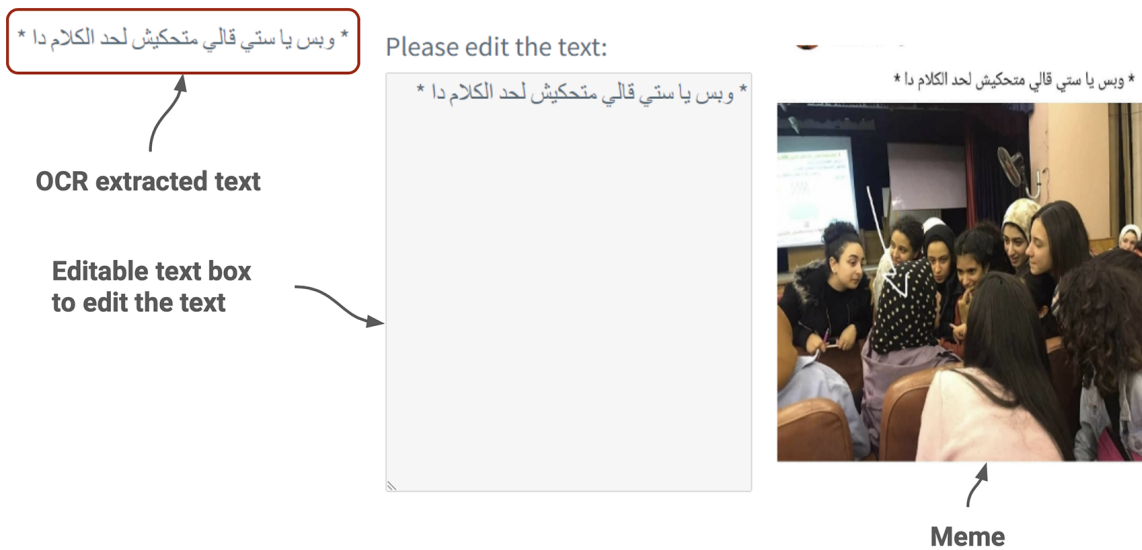 * وبس يا ستي قالي متحكيش لحد الكلام دا *
OCR extracted text
Editable text box
to edit the text
Please edit the text:
* وبس يا ستي قالي متحكيش لحد الكلام دا *
* وبس يا ستي قالي متحكيش لحد الكلام دا *
Meme